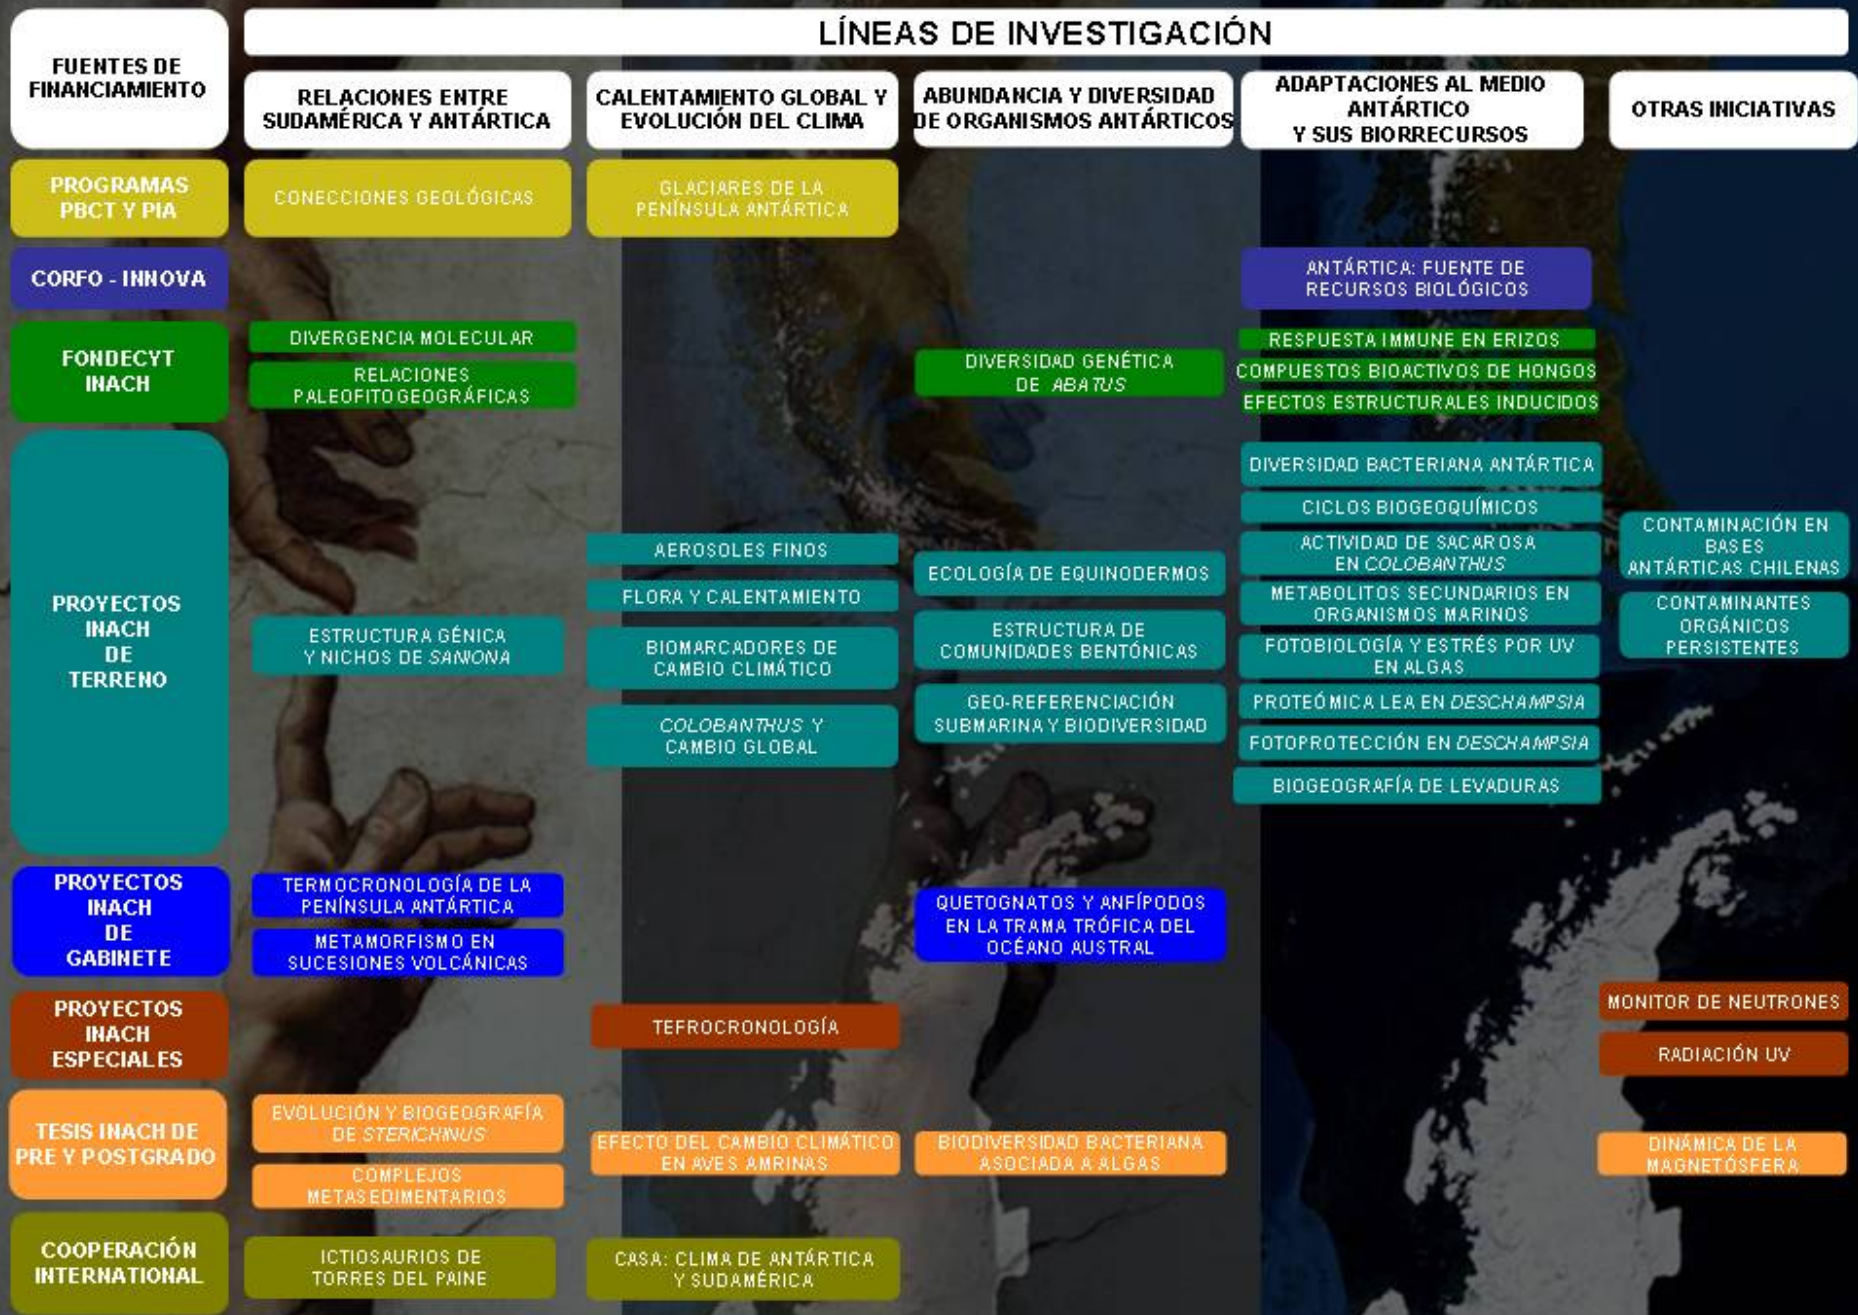 LÍNEAS DE INVESTIGACIÓN
FUENTES DE
FINANCIAMIENTO
RELACIONES ENTRE
SUDAMÉRICA Y ANTÁRTICA
CALENTAMIENTO GLOBAL Y
EVOLUCIÓN DEL CLIMA
ABUNDANCIA Y DIVERSIDAD
DE ORGANISMOS ANTÁRTICOS
ADAPTACIONES AL MEDIO
ANTÁRTICO
Y SUS BIORRECURSOS
OTRAS INICIATIVAS
PROGRAMAS
PBCT Y PIA
CONECCIONES GEOLÓGICAS
GLACIARES DE LA
PENÍNSULA ANTÁRTICA
CORFO - INNOVA
ANTÁRTICA: FUENTE DE
RECURSOS BIOLÓGICOS
FONDECYT
INACH
DIVERGENCIA MOLECULAR
RELACIONES
PALEOFITOGEOGRÁFICAS
DIVERSIDAD GENÉTICA
DE ABATUS
RESPUESTA IMMUNE EN ERIZOS
COMPUESTOS BIOACTIVOS DE HONGOS
EFECTOS ESTRUCTURALES INDUCIDOS
PROYECTOS
INACH
DE
TERRENO
ESTRUCTURA GÉNICA
Y NICHOS DE SANIONA
AEROSOLES FINOS
FLORA Y CALENTAMIENTO
BIOMARCADORES DE
CAMBIO CLIMÁTICO
COLOBANTHUS Y
CAMBIO GLOBAL
ECOLOGÍA DE EQUINODERMOS
ESTRUCTURA DE
COMUNIDADES BENTÓNICAS
GEO-REFERENCIACIÓN
SUBMARINA Y BIODIVERSIDAD
DIVERSIDAD BACTERIANA ANTÁRTICA
CICLOS BIOGEOQUÍMICOS
ACTIVIDAD DE SACAROSA
EN COLOBANTHUS
METABOLITOS SECUNDARIOS EN
ORGANISMOS MARINOS
FOTOBIOLOGÍA Y ESTRÉS POR UV
EN ALGAS
PROTEÓMICA LEA EN DESCHAMPSIA
FOTOPROTECCIÓN EN DESCHAMPSIA
BIOGEOGRAFÍA DE LEVADURAS
CONTAMINACIÓN EN
BASES
ANTÁRTICAS CHILENAS
CONTAMINANTES
ORGÁNICOS
PERSISTENTES
PROYECTOS
INACH
DE
GABINETE
TERMOCRONOLOGÍA DE LA
PENÍNSULA ANTÁRTICA
METAMORFISMO EN
SUCESIONES VOLCÁNICAS
QUETOGNATOS Y ANFÍPODOS
EN LA TRAMA TRÓFICA DEL
OCÉANO AUSTRAL
PROYECTOS
INACH
ESPECIALES
TEFROCRONOLOGÍA
MONITOR DE NEUTRONES
RADIACIÓN UV
TESIS INACH DE
PRE Y POSTGRADO
EVOLUCIÓN Y BIOGEOGRAFÍA
DE STERICHINUS
COMPLEJOS
METASEDIMENTARIOS
EFECTO DEL CAMBIO CLIMÁTICO
EN AVES AMRINAS
BIODIVERSIDAD BACTERIANA
ASOCIADA A ALGAS
DINÁMICA DE LA
MAGNETÓSFERA
COOPERACIÓN
INTERNATIONAL
ICTIOSAURIOS DE
TORRES DEL PAINE
CASA: CLIMA DE ANTÁRTICA
Y SUDAMÉRICA